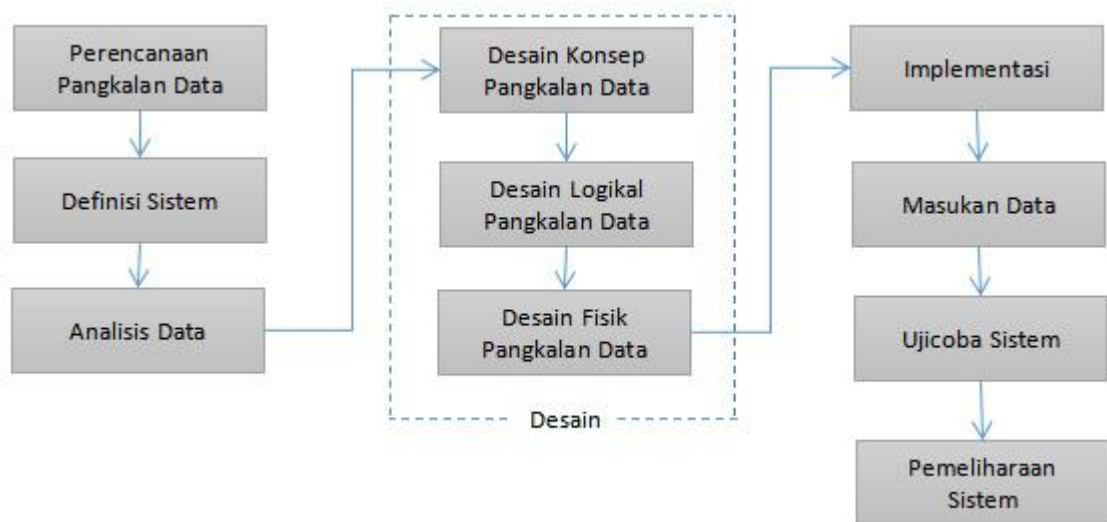 Perencanaan
Pangkalan Data
Definisi Sistem
Analisis Data
Desain Konsep
Pangkalan Data
Desain Logikal
Pangkalan Data
Desain Fisik
Pangkalan Data
Desain
Implementasi
Masukan Data
Ujicoba Sistem
Pemeliharaan
Sistem